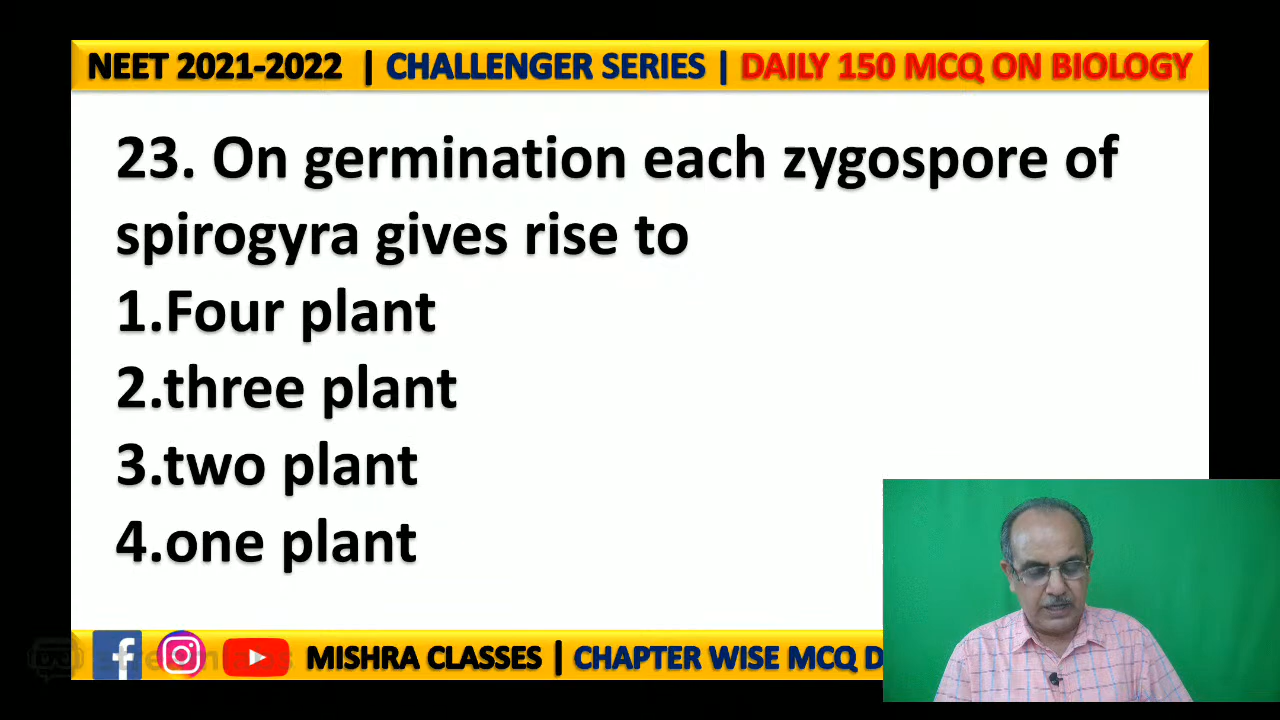 NEET 2021-2022 | CHALLENGER SERIES | DAILY 150 MCQ ON BIOLOGY
23. On germination each zygospore of
spirogyra gives rise to
1.Four plant
2.three plant
3.two plant
4.one plant
MISHRA CLASSES | CHAPTER WISE MCQ D